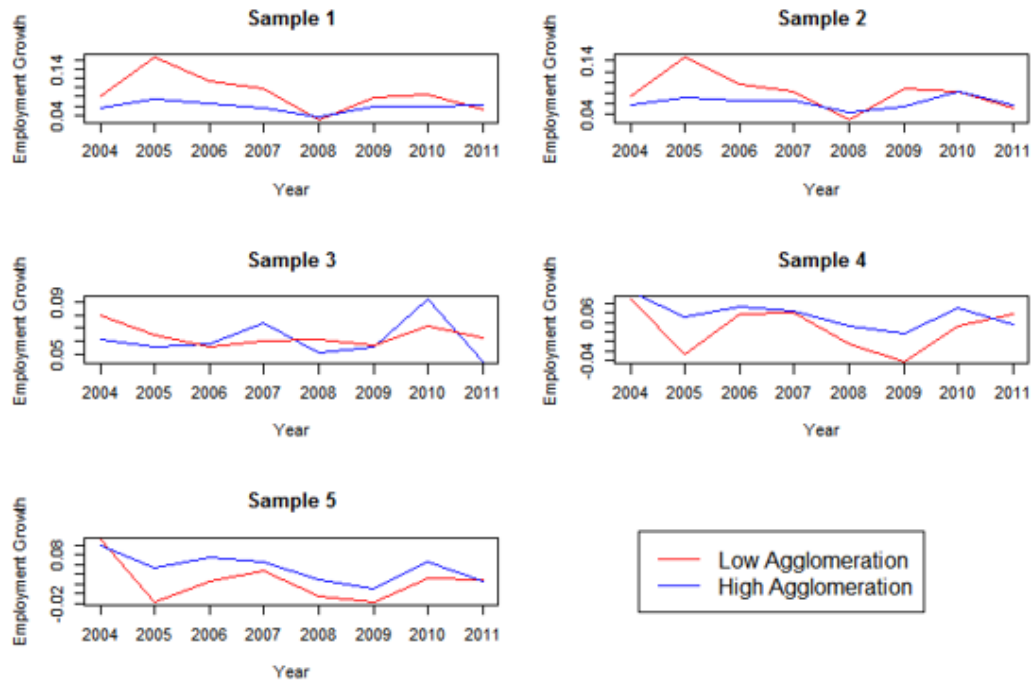 Sample 1
Employment Growth
0.14
0.04
2004 2005 2006 2007 2008 2009 2010 2011
Year
Sample 2
Employment Growth
0.14
0.04
2004 2005 2006 2007 2008 2009 2010 2011
Year
Sample 3
Employment Growth
0.09
0.05
2004 2005 2006 2007 2008 2009 2010 2011
Year
Sample 4
Employment Growth
0.06
-0.04
2004 2005 2006 2007 2008 2009 2010 2011
Year
Sample 5
Employment Growth
0.08
-0.02
2004 2005 2006 2007 2008 2009 2010 2011
Year
Low Agglomeration
High Agglomeration